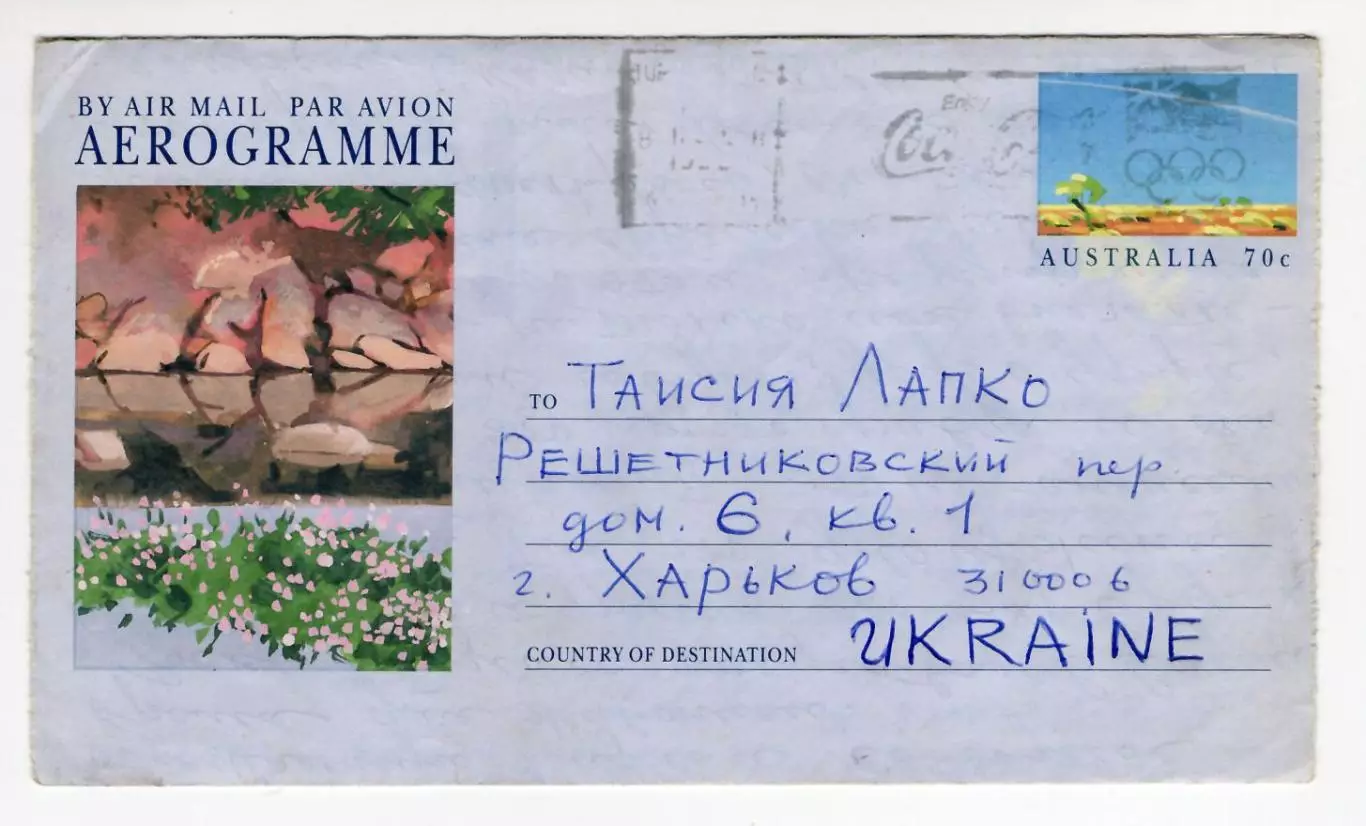 BY AIR MAIL PAR AVION
AEROGRAMME
Enjoy
AUSTRALIA 70c
TO Таисия Лапко
Решетниковский пер
дом. 6, кв. 1
г. Харьков 310006
COUNTRY OF DESTINATION UKRAINE